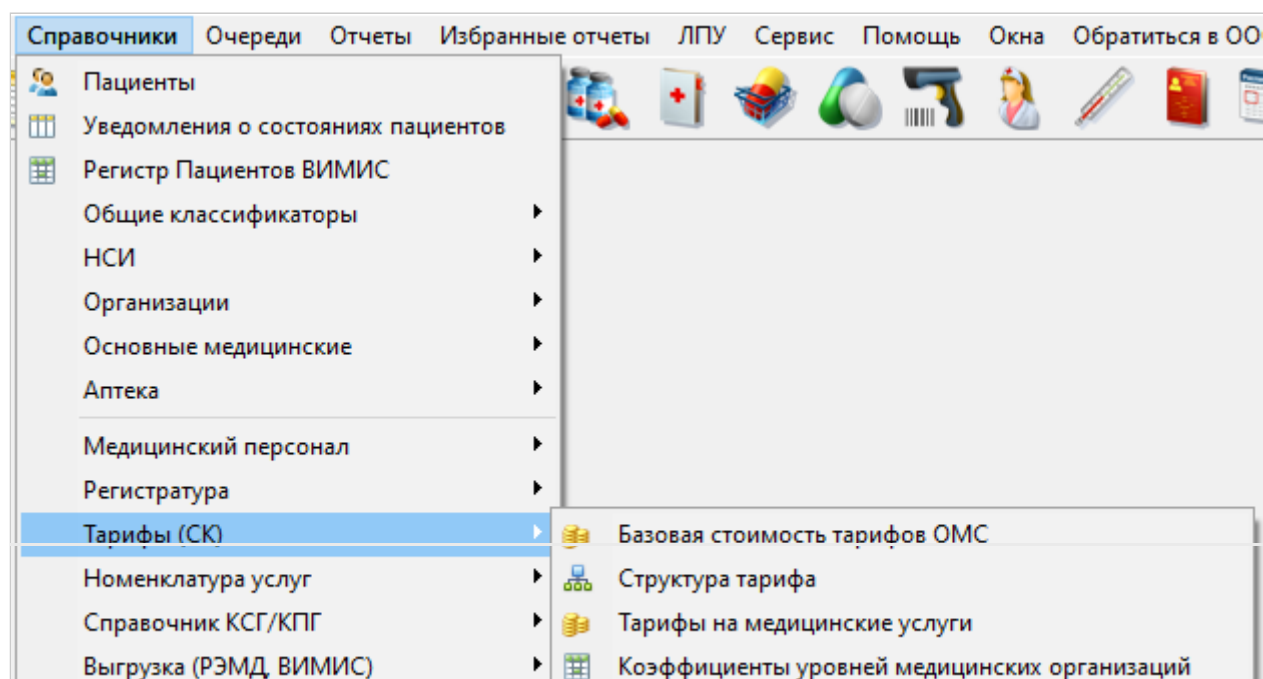 Справочники Очереди Отчеты Избранные отчеты ЛПУ Сервис Помощь Окна Обратиться в ОО
Пациенты
Уведомления о состояниях пациентов
Регистр Пациентов ВИМИС
Общие классификаторы
НСИ
Организации
Основные медицинские
Аптека
Медицинский персонал
Регистратура
Тарифы (СК)
Базовая стоимость тарифов ОМС
Номенклатура услуг
Структура тарифа
Справочник КСГ/КПГ
Тарифы на медицинские услуги
Выгрузка (РЭМД, ВИМИС)
Коэффициенты уровней медицинских организаций